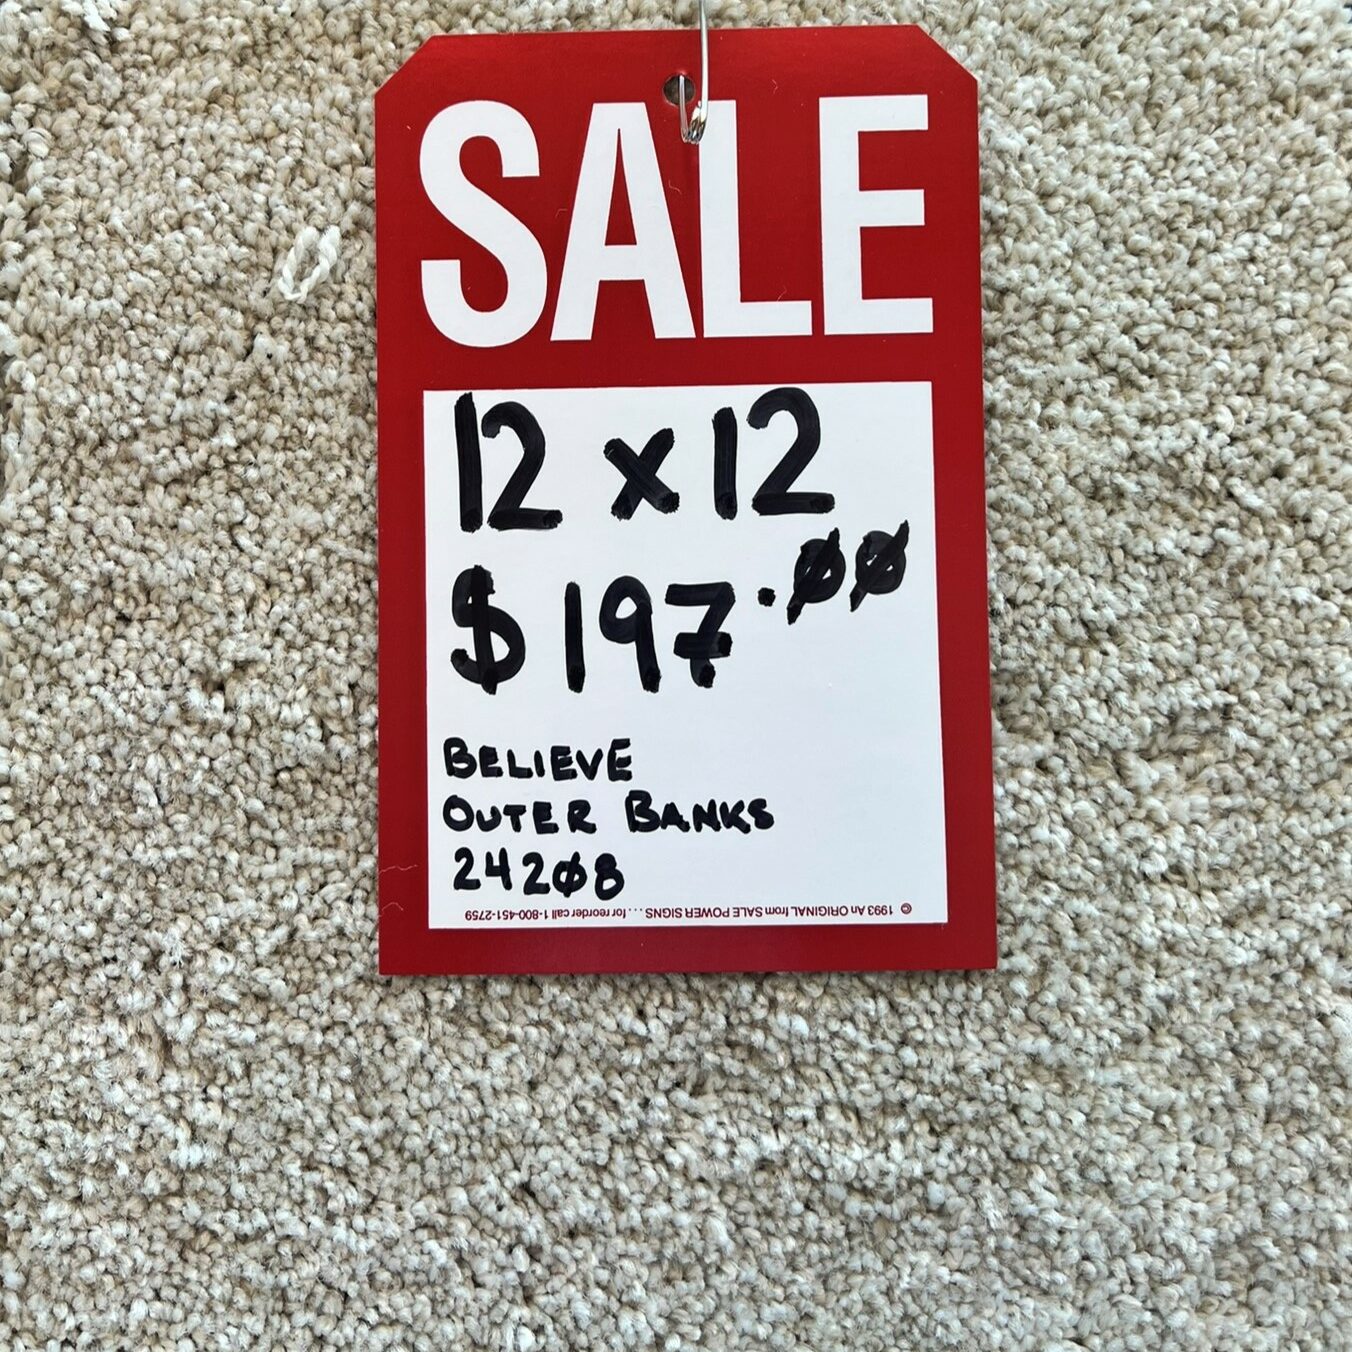 SALE
12 x 12
$197.00
BELIEVE
OUTER BANKS
24208
© 1993 An ORIGINAL from SALE POWER SIGNS . . . . for reorder call 1-800-451-2759